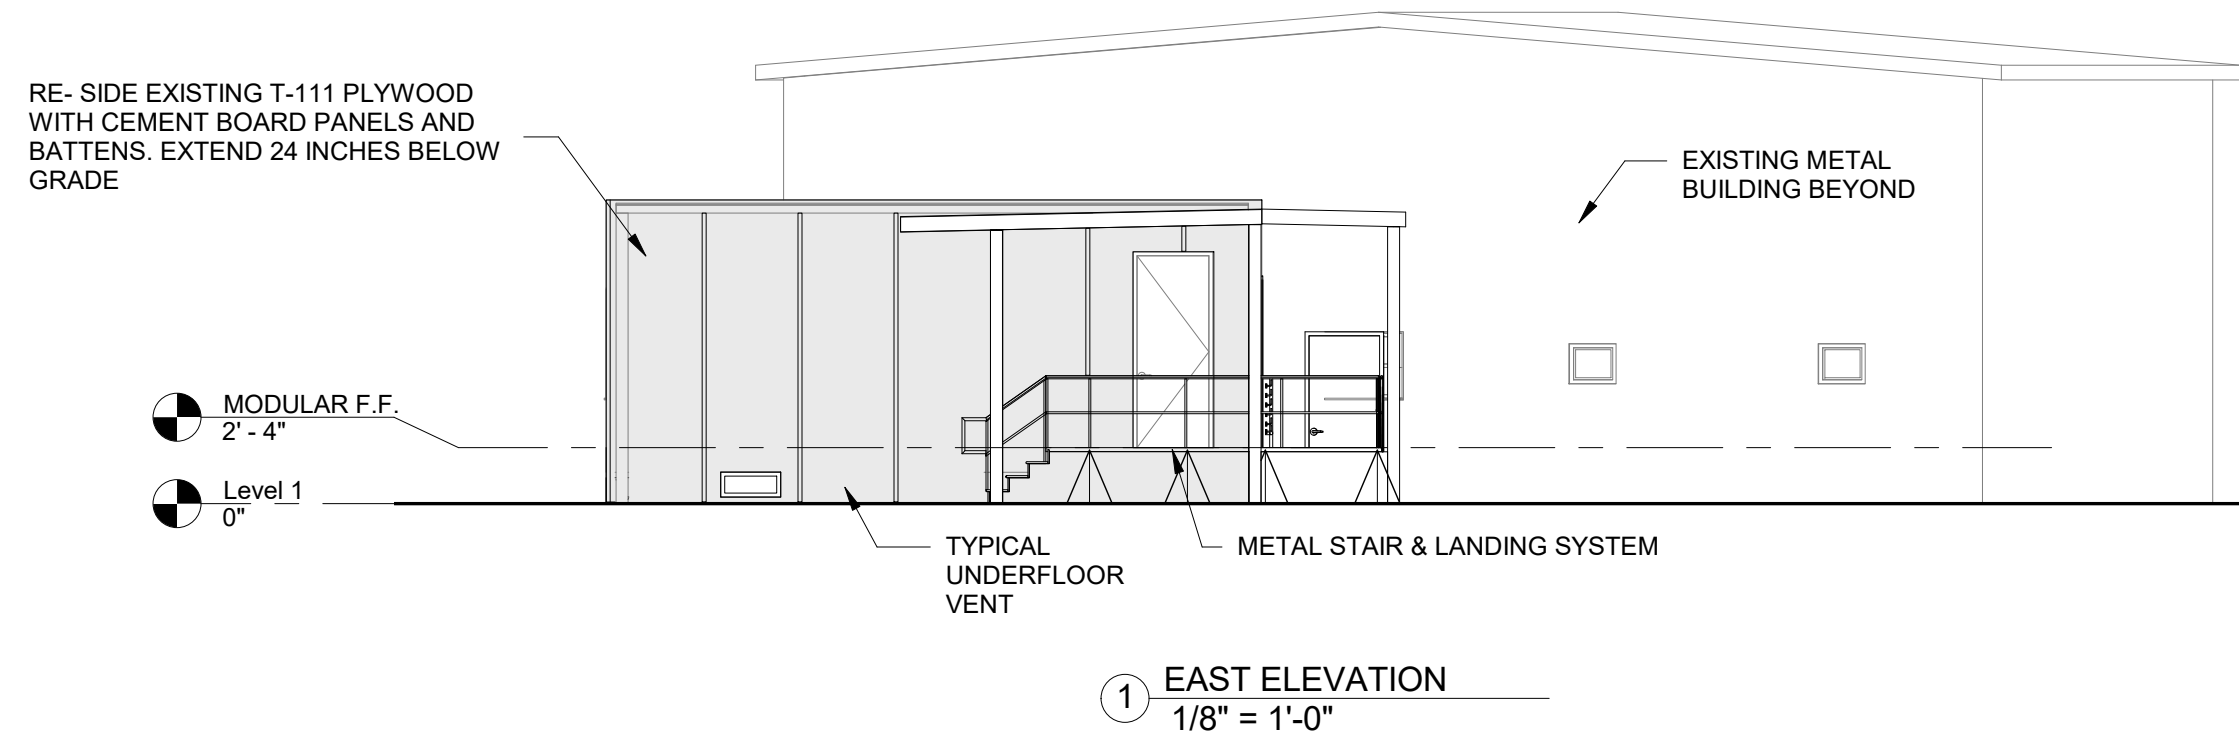 RE- SIDE EXISTING T-111 PLYWOOD
WITH CEMENT BOARD PANELS AND
BATTENS. EXTEND 24 INCHES BELOW
GRADE
EXISTING METAL
BUILDING BEYOND
MODULAR F.F.
2' - 4"
Level 1
0"
TYPICAL
UNDERFLOOR
VENT
METAL STAIR & LANDING SYSTEM
1
EAST ELEVATION
1/8" = 1'-0"